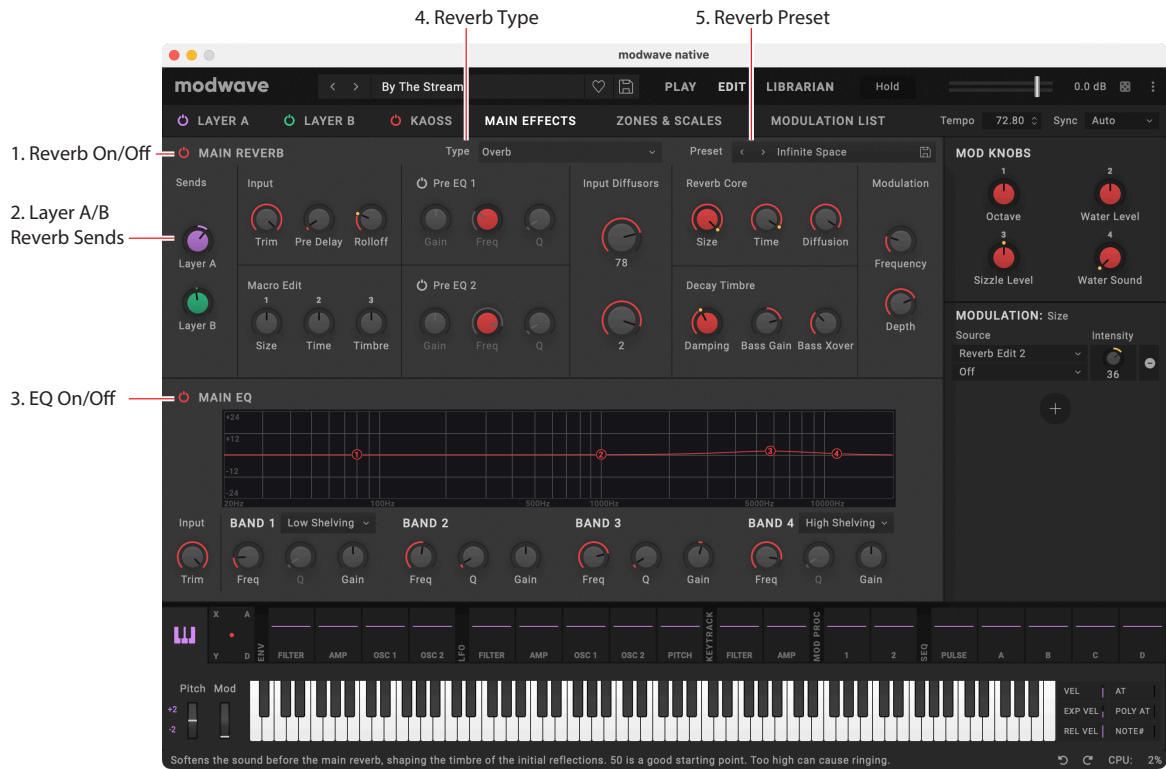 4. Reverb Type
5. Reverb Preset
modwave native
modwave
By The Stream
PLAY EDIT LIBRARIAN
Hold
0.0 dB
LAYER A
LAYER B
KAOSS
MAIN EFFECTS
ZONES & SCALES
MODULATION LIST
Tempo 72.80 Sync Auto
1. Reverb On/Off
MAIN REVERB
Type Overb
Preset < > Infinite Space
MOD KNOBS
Sends
Input
Pre EQ 1
Input Diffusors
Reverb Core
Modulation
1
2
Octave
Water Level
2. Layer A/B
Reverb Sends
Trim Pre Delay Rolloff
Gain Freq Q
78
Size Time Diffusion
Layer A
Frequency
3
4
Sizzle Level
Water Sound
Macro Edit
Pre EQ 2
Decay Timbre
1 2 3
Layer B
Size Time Timbre
Gain Freq Q
2
Damping Bass Gain Bass Xover
Depth
MODULATION: Size
Source Intensity
Reverb Edit 2
Off
36
3. EQ On/Off
MAIN EQ
+24
+12
1 2 3 4
-12
-24
20Hz 100Hz 500Hz 1000Hz 5000Hz 10000Hz
Input
BAND 1 Low Shelving
BAND 2
BAND 3
BAND 4 High Shelving
Trim
Freq Q Gain
Freq Q Gain
Freq Q Gain
Freq Q Gain
X A
Y D
ENV
FILTER AMP OSC 1 OSC 2
LFO
FILTER AMP OSC 1 OSC 2 PITCH
KEYTRACK
FILTER AMP
MOD PROC
1 2
SEQ
PULSE A B C D
Pitch Mod
+2
-2
VEL AT
EXP VEL POLY AT
REL VEL NOTE#
Softens the sound before the main reverb, shaping the timbre of the initial reflections. 50 is a good starting point. Too high can cause ringing.
CPU: 2%